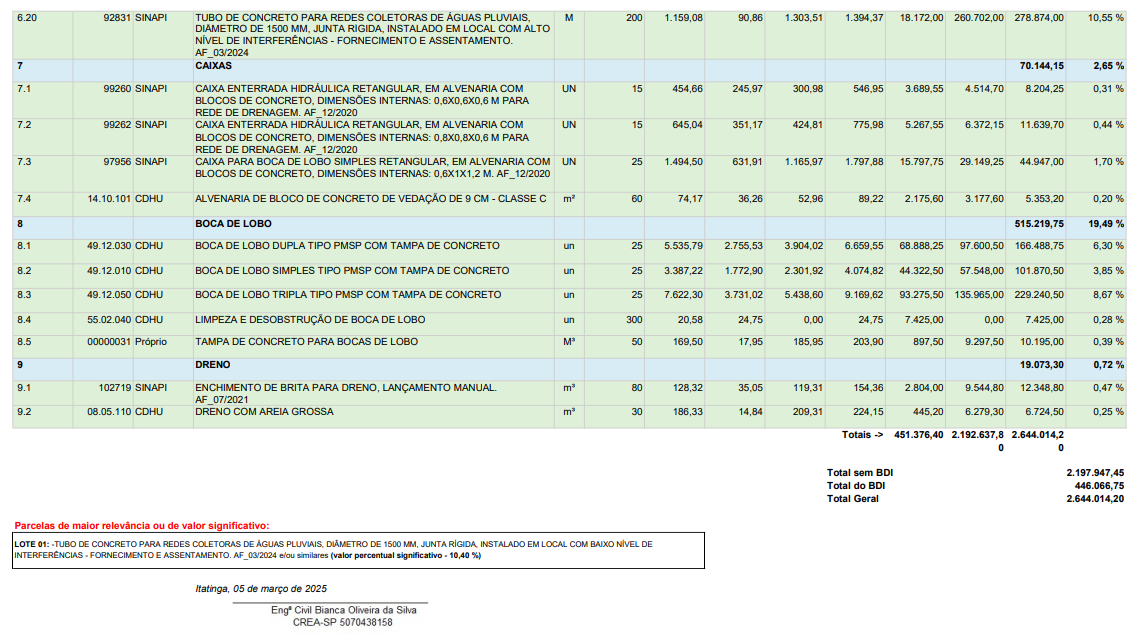 6.20 92831 SINAPI TUBO DE CONCRETO PARA REDES COLETORAS DE ÁGUAS PLUVIAIS, M 200 1.159,08 90,86 1.303,51 1.394,37 18.172,00 260.702,00 278.874,00 10,55 %
DIÂMETRO DE 1500 MM, JUNTA RIGIDA, INSTALADO EM LOCAL COM ALTO
NÍVEL DE INTERFERÊNCIAS - FORNECIMENTO E ASSENTAMENTO.
AF_03/2024
7 CAIXAS 70.144,15 2,65 %
7.1 99260 SINAPI CAIXA ENTERRADA HIDRÁULICA RETANGULAR, EM ALVENARIA COM UN 15 454,66 245,97 300,98 546,95 3.689,55 4.514,70 8.204,25 0,31 %
BLOCOS DE CONCRETO, DIMENSÕES INTERNAS: 0,6X0,6X0,6 M PARA
REDE DE DRENAGEM. AF_12/2020
7.2 99262 SINAPI CAIXA ENTERRADA HIDRÁULICA RETANGULAR, EM ALVENARIA COM UN 15 645,04 351,17 424,81 775,98 5.267,55 6.372,15 11.639,70 0,44 %
BLOCOS DE CONCRETO, DIMENSÕES INTERNAS: 0,8X0,8X0,6 M PARA
REDE DE DRENAGEM. AF_12/2020
7.3 97956 SINAPI CAIXA PARA BOCA DE LOBO SIMPLES RETANGULAR, EM ALVENARIA COM UN 25 1.494,50 631,91 1.165,97 1.797,88 15.797,75 29.149,25 44.947,00 1,70 %
BLOCOS DE CONCRETO, DIMENSÕES INTERNAS: 0,6X1X1,2 M. AF_12/2020
7.4 14.10.101 CDHU ALVENARIA DE BLOCO DE CONCRETO DE VEDAÇÃO DE 9 CM - CLASSE C m² 60 74,17 36,26 52,96 89,22 2.175,60 3.177,60 5.353,20 0,20 %
8 BOCA DE LOBO 515.219,75 19,49 %
8.1 49.12.030 CDHU BOCA DE LOBO DUPLA TIPO PMSP COM TAMPA DE CONCRETO un 25 5.535,79 2.755,53 3.904,02 6.659,55 68.888,25 97.600,50 166.488,75 6,30 %
8.2 49.12.010 CDHU BOCA DE LOBO SIMPLES TIPO PMSP COM TAMPA DE CONCRETO un 25 3.387,22 1.772,90 2.301,92 4.074,82 44.322,50 57.548,00 101.870,50 3,85 %
8.3 49.12.050 CDHU BOCA DE LOBO TRIPLA TIPO PMSP COM TAMPA DE CONCRETO un 25 7.622,30 3.731,02 5.438,60 9.169,62 93.275,50 135.965,00 229.240,50 8,67 %
8.4 55.02.040 CDHU LIMPEZA E DESOBSTRUÇÃO DE BOCA DE LOBO un 300 20,58 24,75 0,00 24,75 7.425,00 0,00 7.425,00 0,28 %
8.5 00000031 Próprio TAMPA DE CONCRETO PARA BOCAS DE LOBO M³ 50 169,50 17,95 185,95 203,90 897,50 9.297,50 10.195,00 0,39 %
9 DRENO 19.073,30 0,72 %
9.1 102719 SINAPI ENCHIMENTO DE BRITA PARA DRENO, LANÇAMENTO MANUAL. m³ 80 128,32 35,05 119,31 154,36 2.804,00 9.544,80 12.348,80 0,47 %
AF_07/2021
9.2 08.05.110 CDHU DRENO COM AREIA GROSSA m³ 30 186,33 14,84 209,31 224,15 445,20 6.279,30 6.724,50 0,25 %
Totais -> 451.376,40 2.192.637,8 2.644.014,2
0 0
Total sem BDI 2.197.947,45
Total do BDI 446.066,75
Total Geral 2.644.014,20
Parcelas de maior relevância ou de valor significativo:
LOTE 01: -TUBO DE CONCRETO PARA REDES COLETORAS DE ÁGUAS PLUVIAIS, DIÂMETRO DE 1500 MM, JUNTA RÍGIDA, INSTALADO EM LOCAL COM BAIXO NÍVEL DE
INTERFERÊNCIAS - FORNECIMENTO E ASSENTAMENTO. AF_03/2024 e/ou similares (valor percentual significativo - 10,40 %)
Itatinga, 05 de março de 2025
Engª Civil Bianca Oliveira da Silva
CREA-SP 5070438158